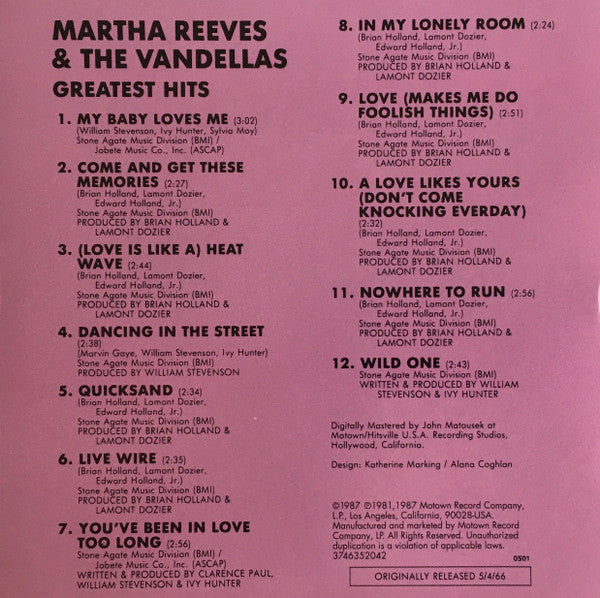 MARTHA REEVES
& THE VANDELLAS
GREATEST HITS
1. MY BABY LOVES ME (3:02)
(William Stevenson, Ivy Hunter, Sylvia Moy)
Stone Agate Music Division (BMI) /
Jobete Music Co., Inc. (ASCAP)
2. COME AND GET THESE
MEMORIES (2:27)
(Brian Holland, Lamont Dozier,
Edward Holland, Jr.)
Stone Agate Music Division (BMI)
PRODUCED BY BRIAN HOLLAND &
LAMONT DOZIER
3. (LOVE IS LIKE A) HEAT
WAVE (2:44)
(Brian Holland, Lamont Dozier,
Edward Holland, Jr.)
Stone Agate Music Division (BMI)
PRODUCED BY BRIAN HOLLAND &
LAMONT DOZIER
4. DANCING IN THE STREET
(2:38)
(Marvin Gaye, William Stevenson, Ivy Hunter)
Stone Agate Music Division (BMI)
PRODUCED BY WILLIAM STEVENSON
5. QUICKSAND (2:34)
(Brian Holland, Lamont Dozier,
Edward Holland, Jr.)
Stone Agate Music Division (BMI)
PRODUCED BY BRIAN HOLLAND &
LAMONT DOZIER
6. LIVE WIRE (2:35)
(Brian Holland, Lamont Dozier,
Edward Holland, Jr.)
Stone Agate Music Division (BMI)
PRODUCED BY BRIAN HOLLAND &
LAMONT DOZIER
7. YOU'VE BEEN IN LOVE
TOO LONG (2:56)
Stone Agate Music Division (BMI) /
Jobete Music Co., Inc. (ASCAP)
WRITTEN & PRODUCED BY CLARENCE PAUL,
WILLIAM STEVENSON & IVY HUNTER
8. IN MY LONELY ROOM (2:24)
(Brian Holland, Lamont Dozier,
Edward Holland, Jr.)
Stone Agate Music Division (BMI)
PRODUCED BY BRIAN HOLLAND &
LAMONT DOZIER
9. LOVE (MAKES ME DO
FOOLISH THINGS) (2:51)
(Brian Holland, Lamont Dozier,
Edward Holland, Jr.)
Stone Agate Music Division (BMI)
PRODUCED BY BRIAN HOLLAND &
LAMONT DOZIER
10. A LOVE LIKES YOURS
(DON'T COME
KNOCKING EVERDAY)
(2:32)
(Brian Holland, Lamont Dozier,
Edward Holland, Jr.)
Stone Agate Music Division (BMI)
PRODUCED BY BRIAN HOLLAND &
LAMONT DOZIER
11. NOWHERE TO RUN (2:56)
(Brian Holland, Lamont Dozier,
Edward Holland, Jr.)
Stone Agate Music Division (BMI)
PRODUCED BY BRIAN HOLLAND &
LAMONT DOZIER
12. WILD ONE (2:43)
Stone Agate Music Division (BMI)
WRITTEN & PRODUCED BY WILLIAM
STEVENSON & IVY HUNTER
Digitally Mastered by John Matousek at
Motown/Hitsville U.S.A. Recording Studios,
Hollywood, California.
Design: Katherine Marking / Alana Coghlan
©1987 ℗1981,1987 Motown Record Company,
L.P., Los Angeles, California, 90028-USA.
Manufactured and marketed by Motown Record
Company, LP. All Rights Reserved. Unauthorized
duplication is a violation of applicable laws.
3746352042
0501
ORIGINALLY RELEASED 5/4/66